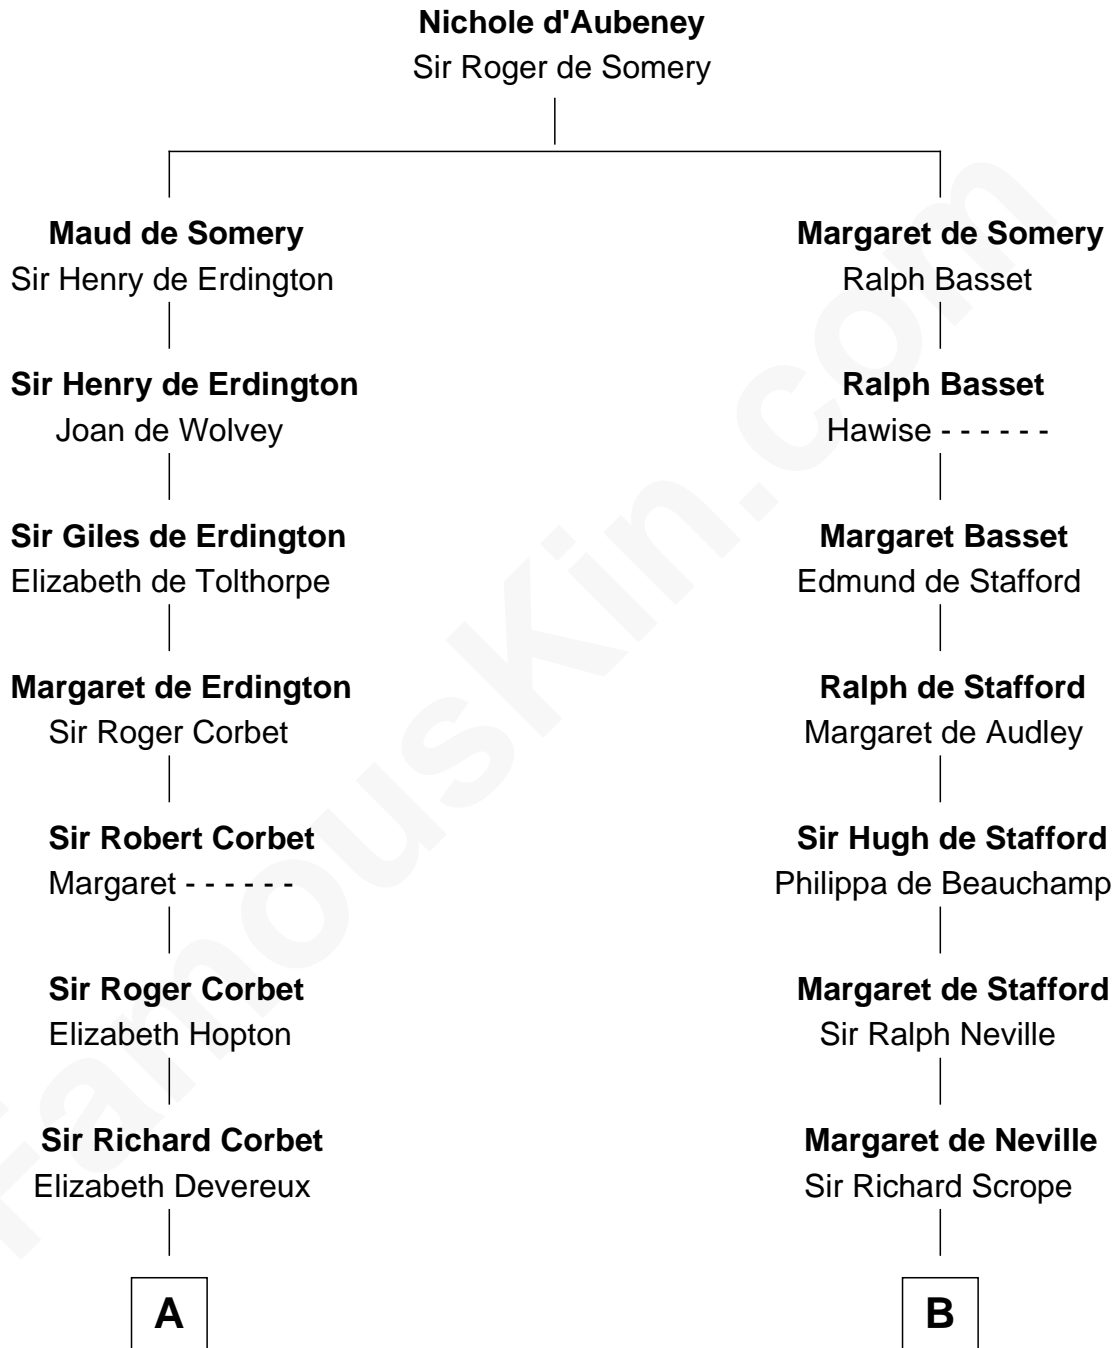 Nichole d'Aubeney
Sir Roger de Somery
Maud de Somery
Sir Henry de Erdington
Sir Henry de Erdington
Joan de Wolvey
Sir Giles de Erdington
Elizabeth de Tolthorpe
Margaret de Erdington
Sir Roger Corbet
Sir Robert Corbet
Margaret - - - - - -
Sir Roger Corbet
Elizabeth Hopton
Sir Richard Corbet
Elizabeth Devereux
A
Margaret de Somery
Ralph Basset
Ralph Basset
Hawise - - - - - -
Margaret Basset
Edmund de Stafford
Ralph de Stafford
Margaret de Audley
Sir Hugh de Stafford
Philippa de Beauchamp
Margaret de Stafford
Sir Ralph Neville
Margaret de Neville
Sir Richard Scrope
B
FamousKin.com